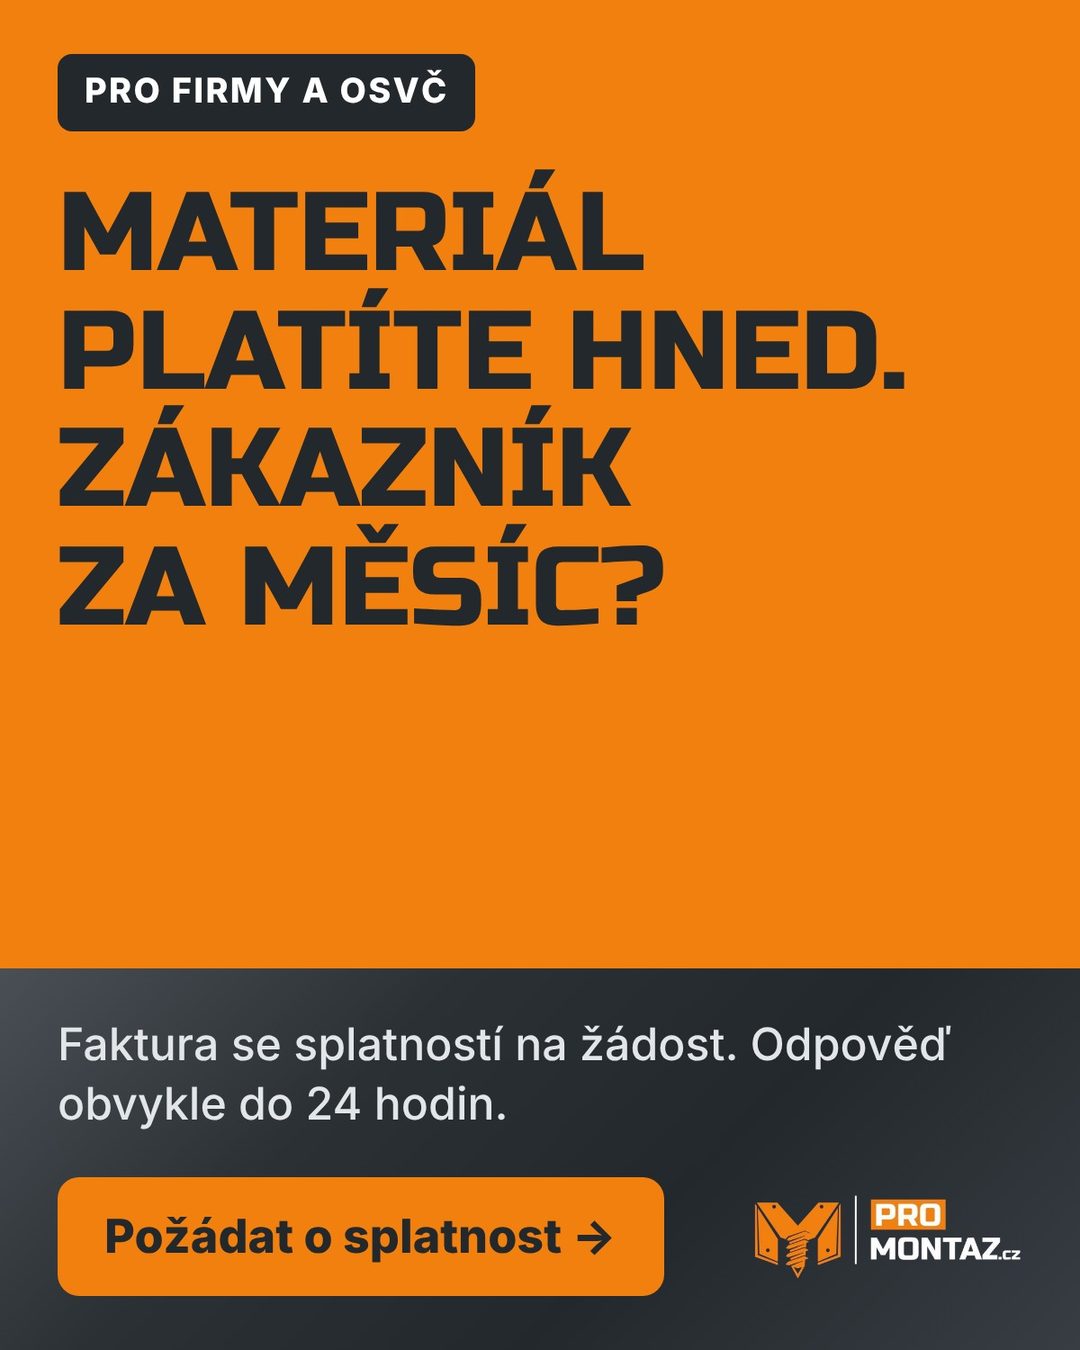 PRO FIRMY A OSVČ
MATERIÁL
PLATÍTE HNED.
ZÁKAZNÍK
ZA MĚSÍC?
Faktura se splatností na žádost. Odpověď
obvykle do 24 hodin.
Požádat o splatnost →
PRO
MONTAZ.cz